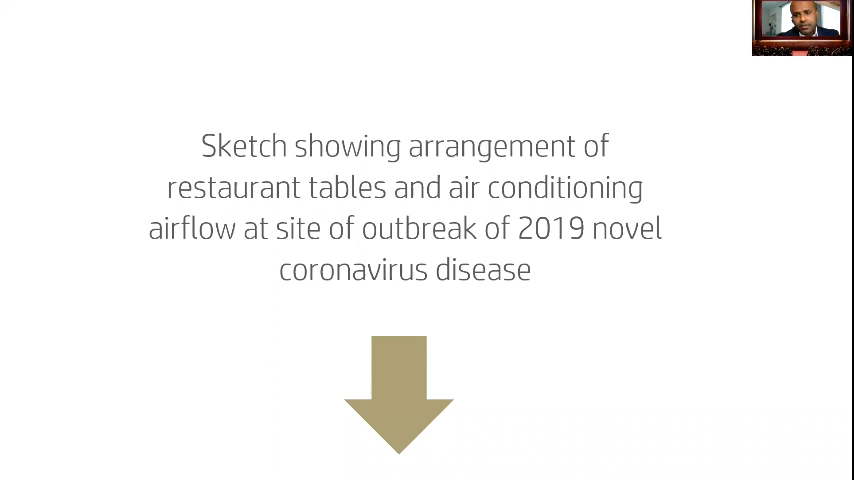 Sketch showing arrangement of
restaurant tables and air conditioning
airflow at site of outbreak of 2019 novel
coronavirus disease